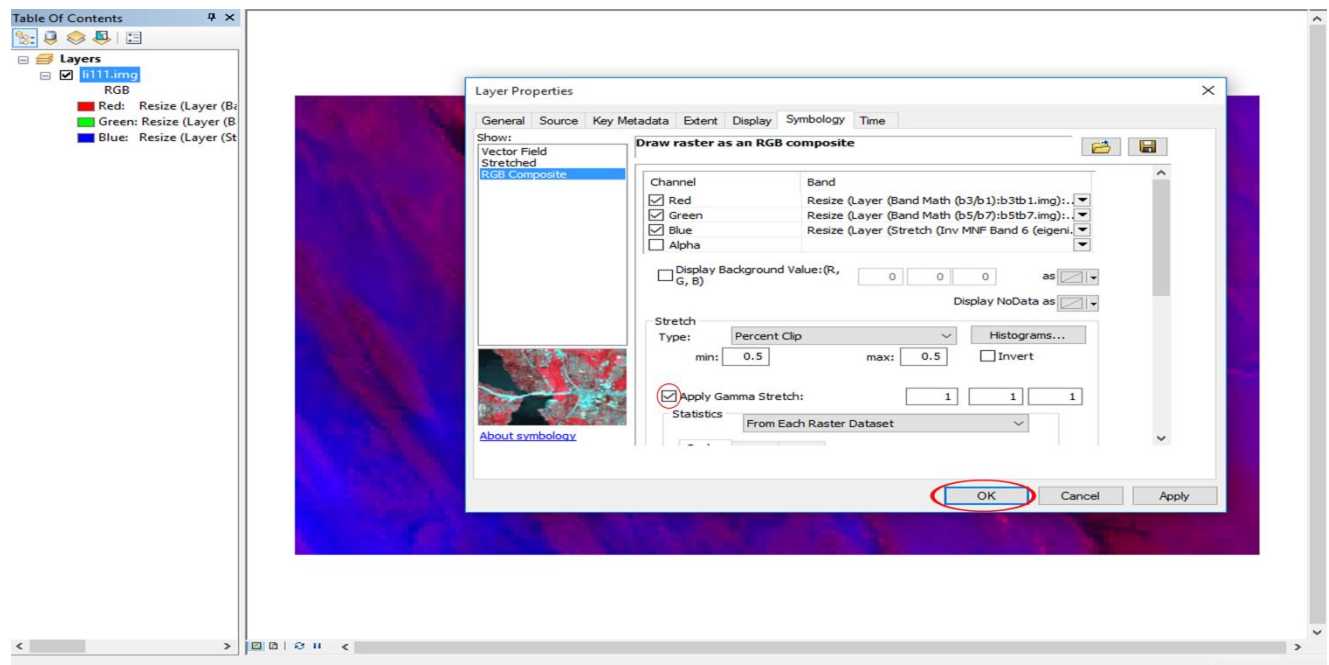 Table Of Contents
Layers
li111.img
RGB
Red: Resize (Layer (Ba
Green: Resize (Layer (B
Blue: Resize (Layer (St
Layer Properties
General Source Key Metadata Extent Display Symbology Time
Show:
Vector Field
Stretched
RGB Composite
About symbology
Draw raster as an RGB composite
Channel Band
Red Resize (Layer (Band Math (b3/b1):b3tb1.img):..
Green Resize (Layer (Band Math (b5/b7):b5tb7.img):..
Blue Resize (Layer (Stretch (Inv MNF Band 6 (eigeni.
Alpha
Display Background Value:(R, G, B) 0 0 0 as
Display NoData as
Stretch
Type: Percent Clip Histograms...
min: 0.5 max: 0.5 Invert
Apply Gamma Stretch: 1 1 1
Statistics
From Each Raster Dataset
OK Cancel Apply